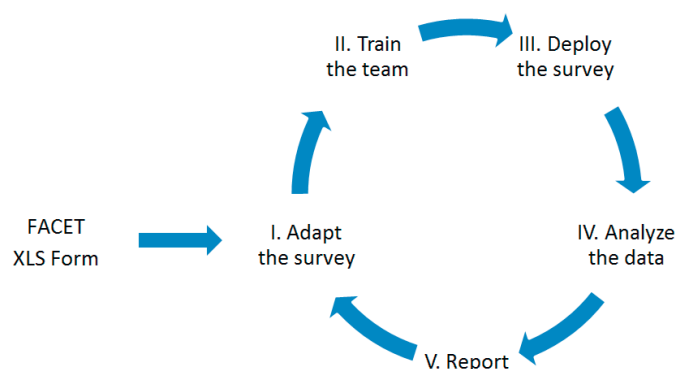 II. Train
the team
III. Deploy
the survey
FACET
XLS Form
I. Adapt
the survey
IV. Analyze
the data
V. Report